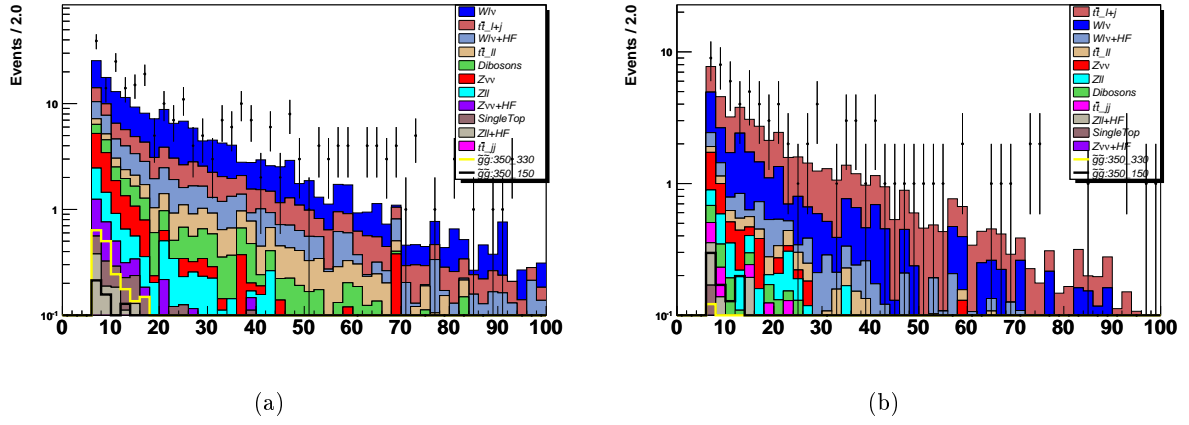 Events / 2.0
10
1
10⁻¹
Wlν
tt̄_l+j
Wlν+HF
tt̄_ll
Dibosons
Zνν
Zll
Zνν+HF
SingleTop
Zll+HF
tt̄_jj
g̃g̃:350_330
g̃g̃:350_150
0 10 20 30 40 50 60 70 80 90 100
(a)
Events / 2.0
10
1
10⁻¹
tt̄_l+j
Wlν
Wlν+HF
tt̄_ll
Zνν
Zll
Dibosons
tt̄_jj
Zll+HF
SingleTop
Zνν+HF
g̃g̃:350_330
g̃g̃:350_150
0 10 20 30 40 50 60 70 80 90 100
(b)